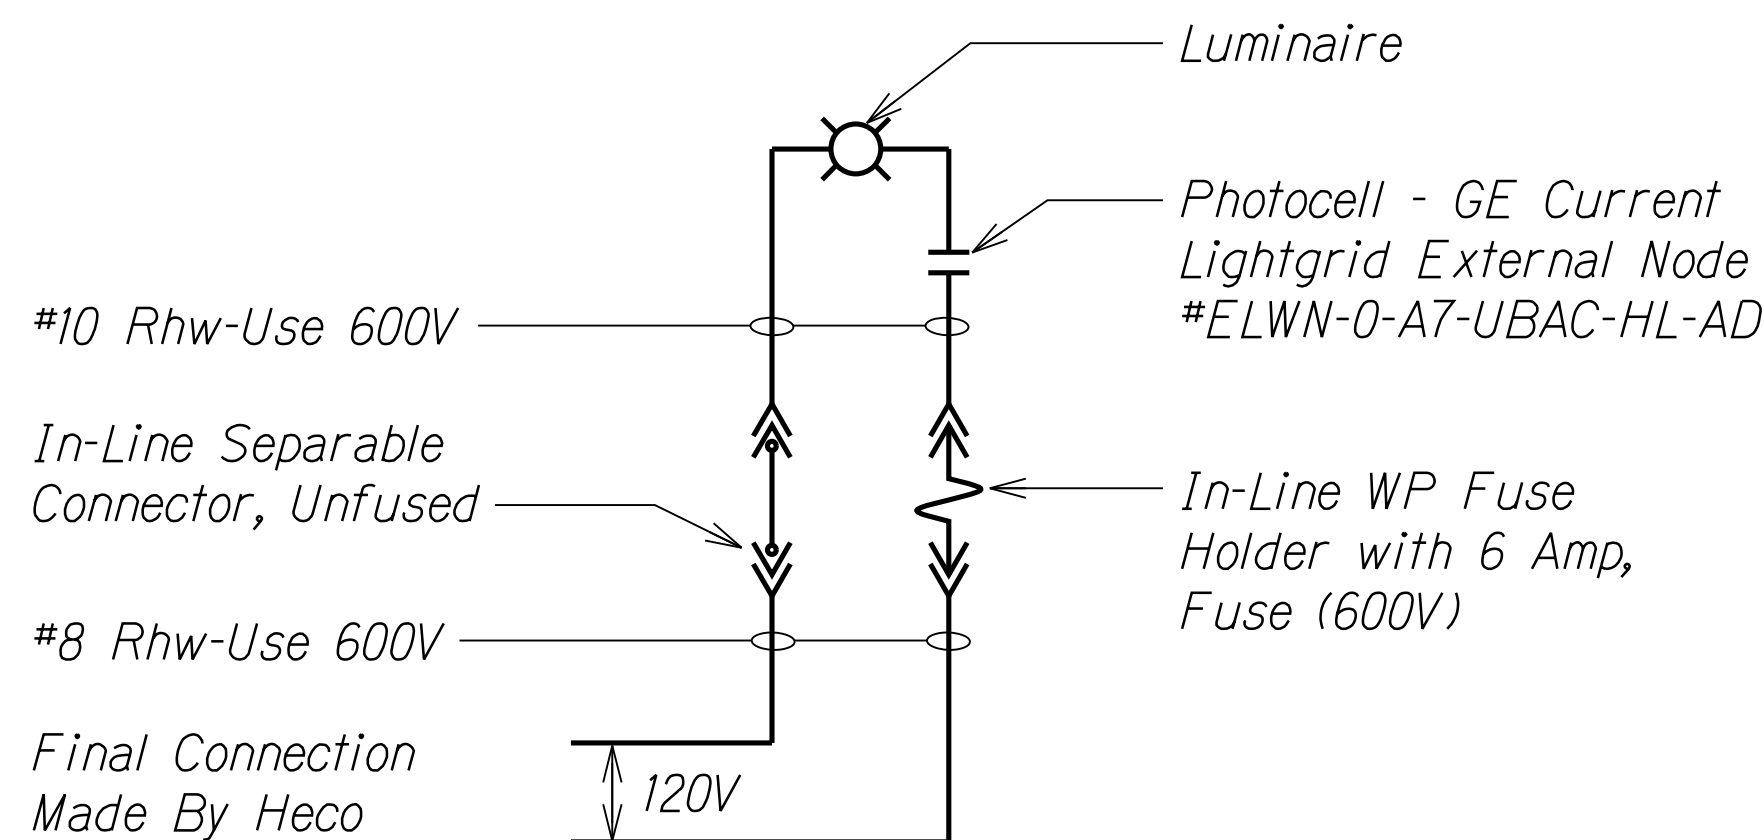 Luminaire
Photocell - GE Current
Lightgrid External Node
#ELWN-0-A7-UBAC-HL-AD
#10 Rhw-Use 600V
In-Line Separable
Connector, Unfused
In-Line WP Fuse
Holder with 6 Amp,
Fuse (600V)
#8 Rhw-Use 600V
Final Connection
Made By Heco
120V